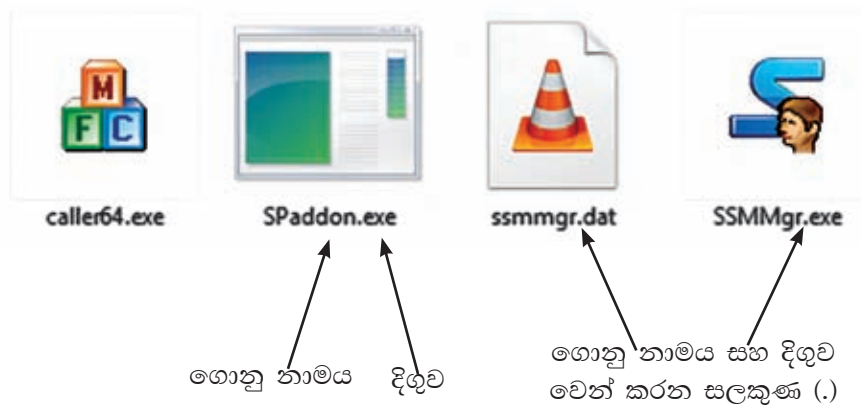 M
F C
caller64.exe SPaddon.exe ssmmgr.dat SSMMgr.exe
ගොනු නාමය දිගුව
ගොනු නාමය සහ දිගුව
වෙන් කරන සලකුණ (.)